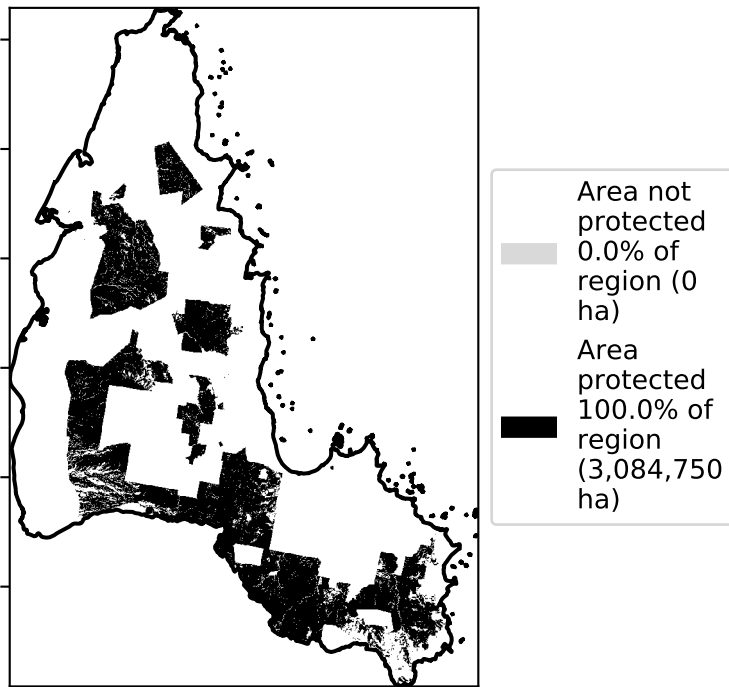 Area not
protected
0.0% of
region (0
ha)
Area
protected
100.0% of
region
(3,084,750
ha)